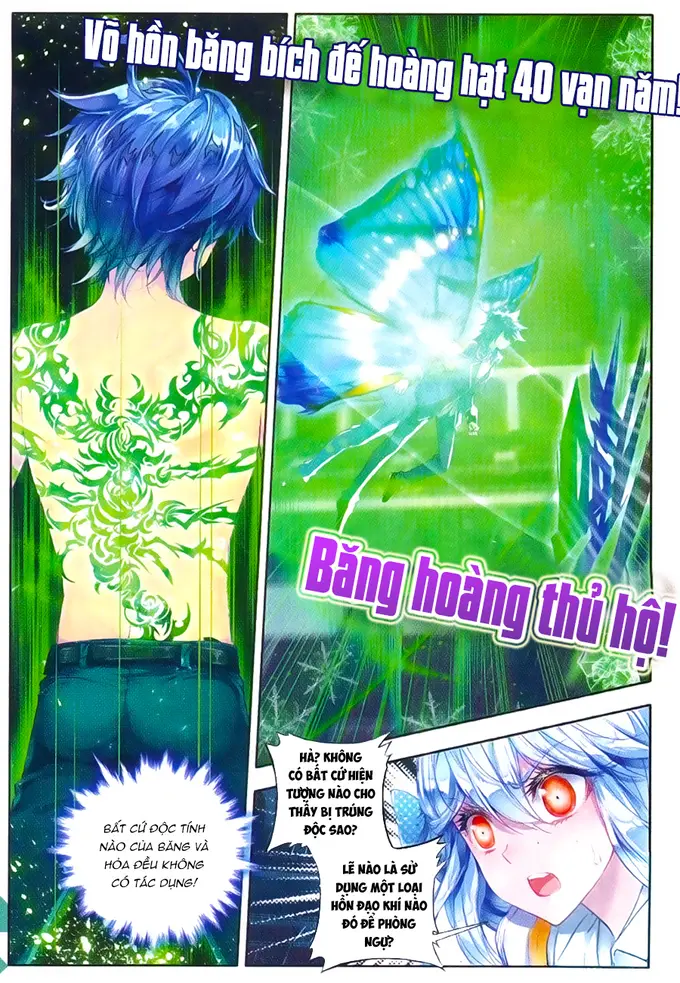 Võ hồn băng bích đế hoàng hạt 40 vạn năm!
Băng hoàng thủ hộ!
BẤT CỨ ĐỘC TÍNH
NÀO CỦA BĂNG VÀ
HỎA ĐỀU KHÔNG
CÓ TÁC DỤNG!
HẢ? KHÔNG
CÓ BẤT CỨ HIỆN
TƯỢNG NÀO CHO
THẤY BỊ TRÚNG
ĐỘC SAO?
LẼ NÀO LÀ SỬ
DỤNG MỘT LOẠI
HỒN ĐẠO KHÍ NÀO
ĐÓ ĐỂ PHÒNG
NGỰ?